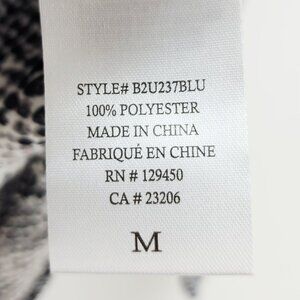 STYLE# B2U237BLU
100% POLYESTER
MADE IN CHINA
FABRIQUÉ EN CHINE
RN # 129450
CA # 23206
M